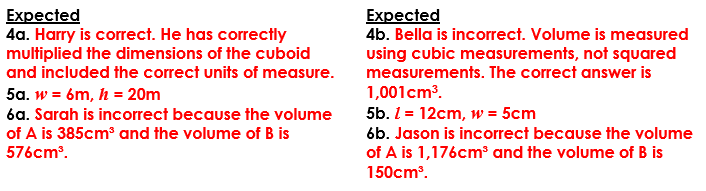 Expected
4a. Harry is correct. He has correctly
multiplied the dimensions of the cuboid
and included the correct units of measure.
5a. w = 6m, h = 20m
6a. Sarah is incorrect because the volume
of A is 385cm³ and the volume of B is
576cm³.
Expected
4b. Bella is incorrect. Volume is measured
using cubic measurements, not squared
measurements. The correct answer is
1,001cm³.
5b. l = 12cm, w = 5cm
6b. Jason is incorrect because the volume
of A is 1,176cm³ and the volume of B is
150cm³.